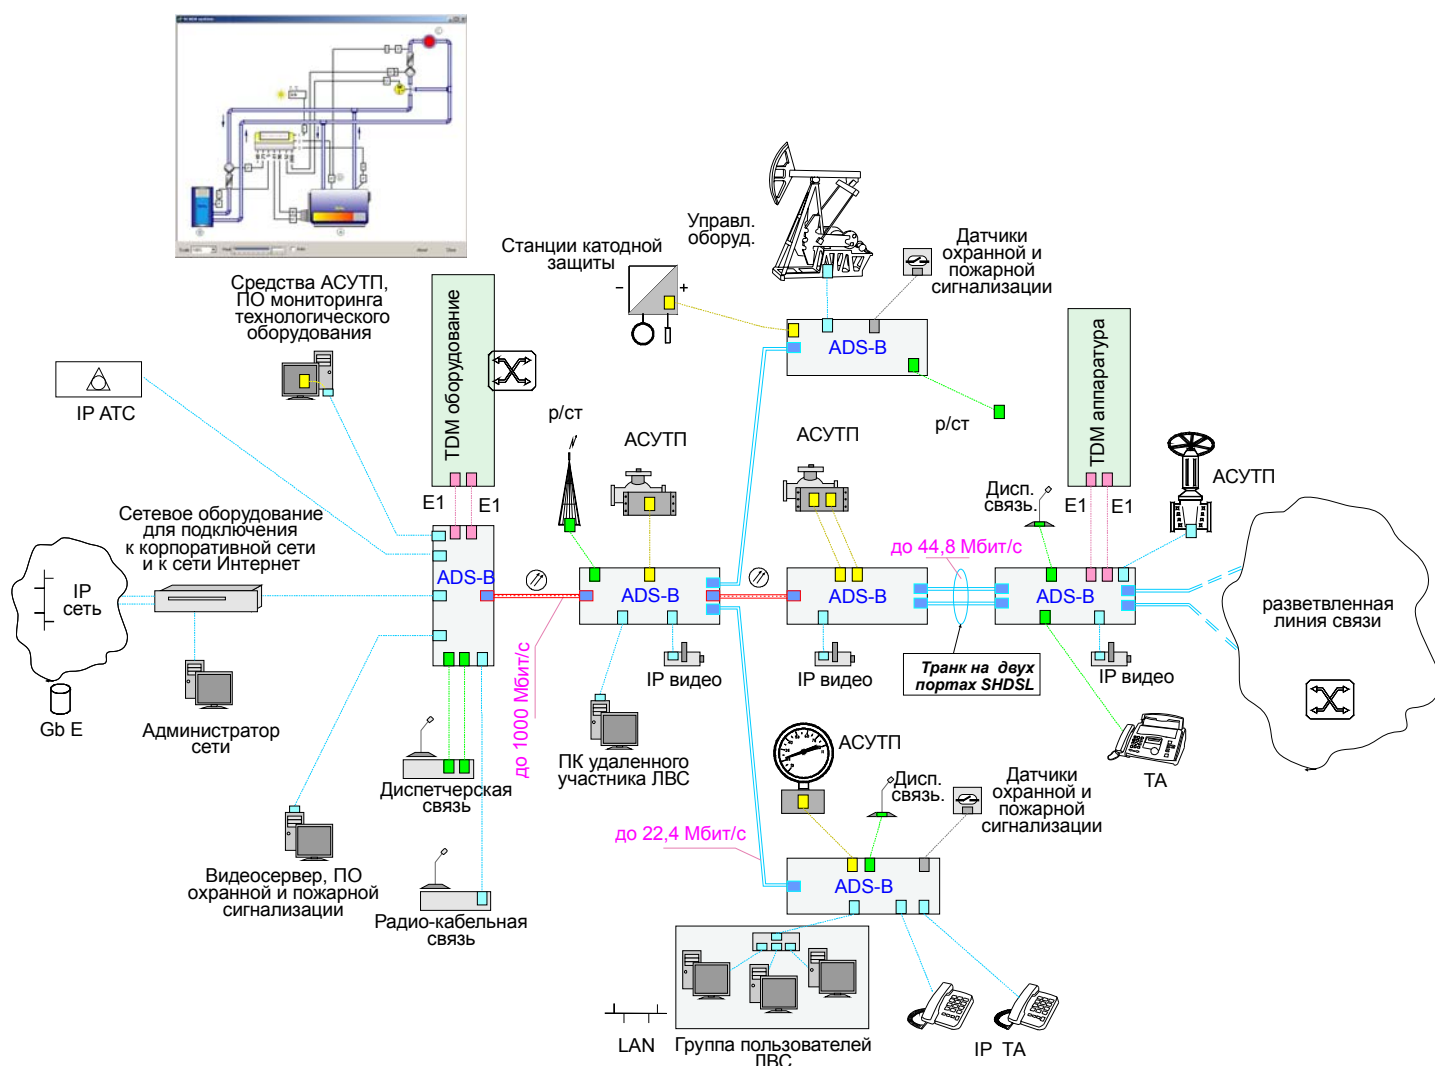 Средства АСУТП,
ПО мониторинга
технологического
оборудования
IP АТС
TDM оборудование
E1
E1
Сетевое оборудование
для подключения
к корпоративной сети
и к сети Интернет
IP
сеть
Gb E
Администратор
сети
Видеосервер, ПО
охранной и пожарной
сигнализации
Диспетчерская
связь
Радио-кабельная
связь
ADS-B
до 1000 Мбит/с
р/ст
АСУТП
ADS-B
IP видео
ПК удаленного
участника ЛВС
Станции катодной
защиты
−
+
Управл.
оборуд.
Датчики
охранной и
пожарной
сигнализации
ADS-B
р/ст
АСУТП
ADS-B
IP видео
до 44,8 Мбит/с
Транк на двух
портах SHDSL
TDM аппаратура
E1
E1
Дисп.
связь.
АСУТП
ADS-B
IP видео
ТА
разветвленная
линия связи
до 22,4 Мбит/с
АСУТП
Дисп.
связь.
Датчики
охранной и
пожарной
сигнализации
ADS-B
LAN
Группа пользователей
ЛВС
IP ТА